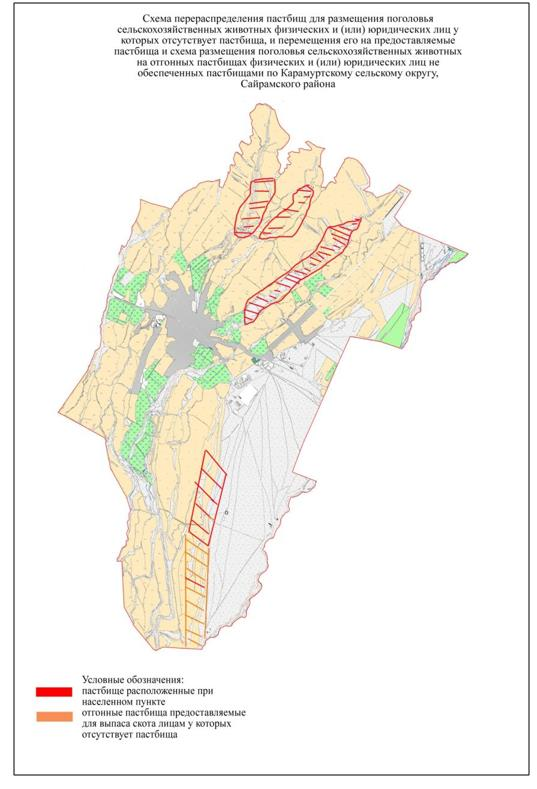 Схема перераспределения пастбищ для размещения поголовья
сельскохозяйственных животных физических и (или) юридических лиц у
которых отсутствует пастбища, и перемещения его на предоставляемые
пастбища и схема размещения поголовья сельскохозяйственных животных
на отгонных пастбищах физических и (или) юридических лиц не
обеспеченных пастбищами по Карамуртскому сельскому округу,
Сайрамского района
Условные обозначения:
пастбище расположенные при
населенном пункте
отгонные пастбища предоставляемые
для выпаса скота лицам у которых
отсутствует пастбища